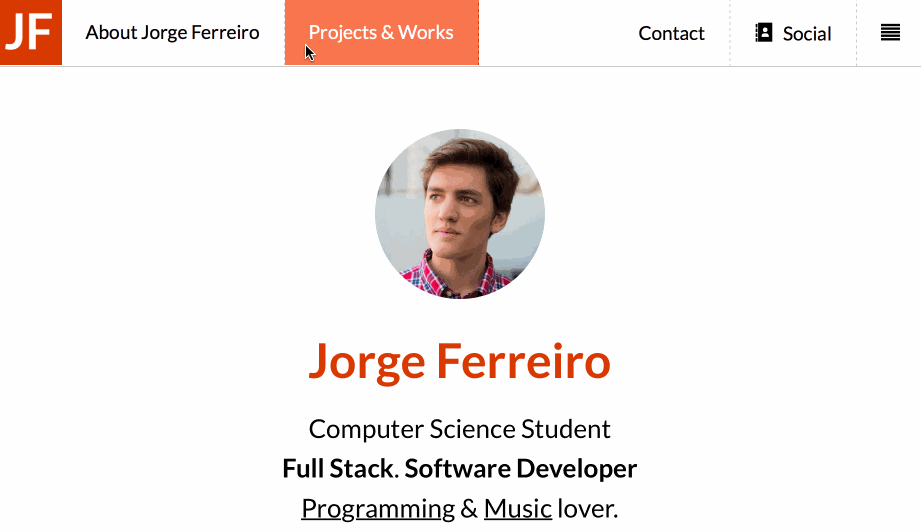 JF About Jorge Ferreiro Projects & Works Contact Social
Jorge Ferreiro
Computer Science Student
Full Stack. Software Developer
Programming & Music lover.